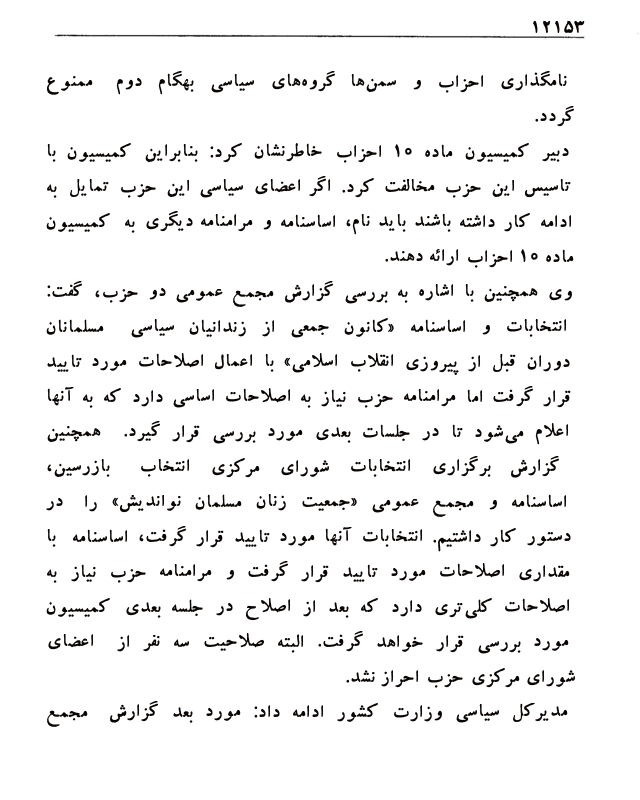 ۱۲۱۵۳
نامگذاری احزاب و سمن‌ها گروه‌های سیاسی بهگام دوم ممنوع
گردد.
دبیر کمیسیون ماده ۱۰ احزاب خاطرنشان کرد: بنابراین کمیسیون با
تاسیس این حزب مخالفت کرد. اگر اعضای سیاسی این حزب تمایل به
ادامه کار داشته باشند باید نام، اساسنامه و مرامنامه دیگری به کمیسیون
ماده ۱۰ احزاب ارائه دهند.
وی همچنین با اشاره به بررسی گزارش مجمع عمومی دو حزب، گفت:
انتخابات و اساسنامه «کانون جمعی از زندانیان سیاسی مسلمانان
دوران قبل از پیروزی انقلاب اسلامی» با اعمال اصلاحات مورد تایید
قرار گرفت اما مرامنامه حزب نیاز به اصلاحات اساسی دارد که به آنها
اعلام می‌شود تا در جلسات بعدی مورد بررسی قرار گیرد. همچنین
گزارش برگزاری انتخابات شورای مرکزی انتخاب بازرسین،
اساسنامه و مجمع عمومی «جمعیت زنان مسلمان نواندیش» را در
دستور کار داشتیم. انتخابات آنها مورد تایید قرار گرفت، اساسنامه با
مقداری اصلاحات مورد تایید قرار گرفت و مرامنامه حزب نیاز به
اصلاحات کلی‌تری دارد که بعد از اصلاح در جلسه بعدی کمیسیون
مورد بررسی قرار خواهد گرفت. البته صلاحیت سه نفر از اعضای
شورای مرکزی حزب احراز نشد.
مدیرکل سیاسی وزارت کشور ادامه داد: مورد بعد گزارش مجمع